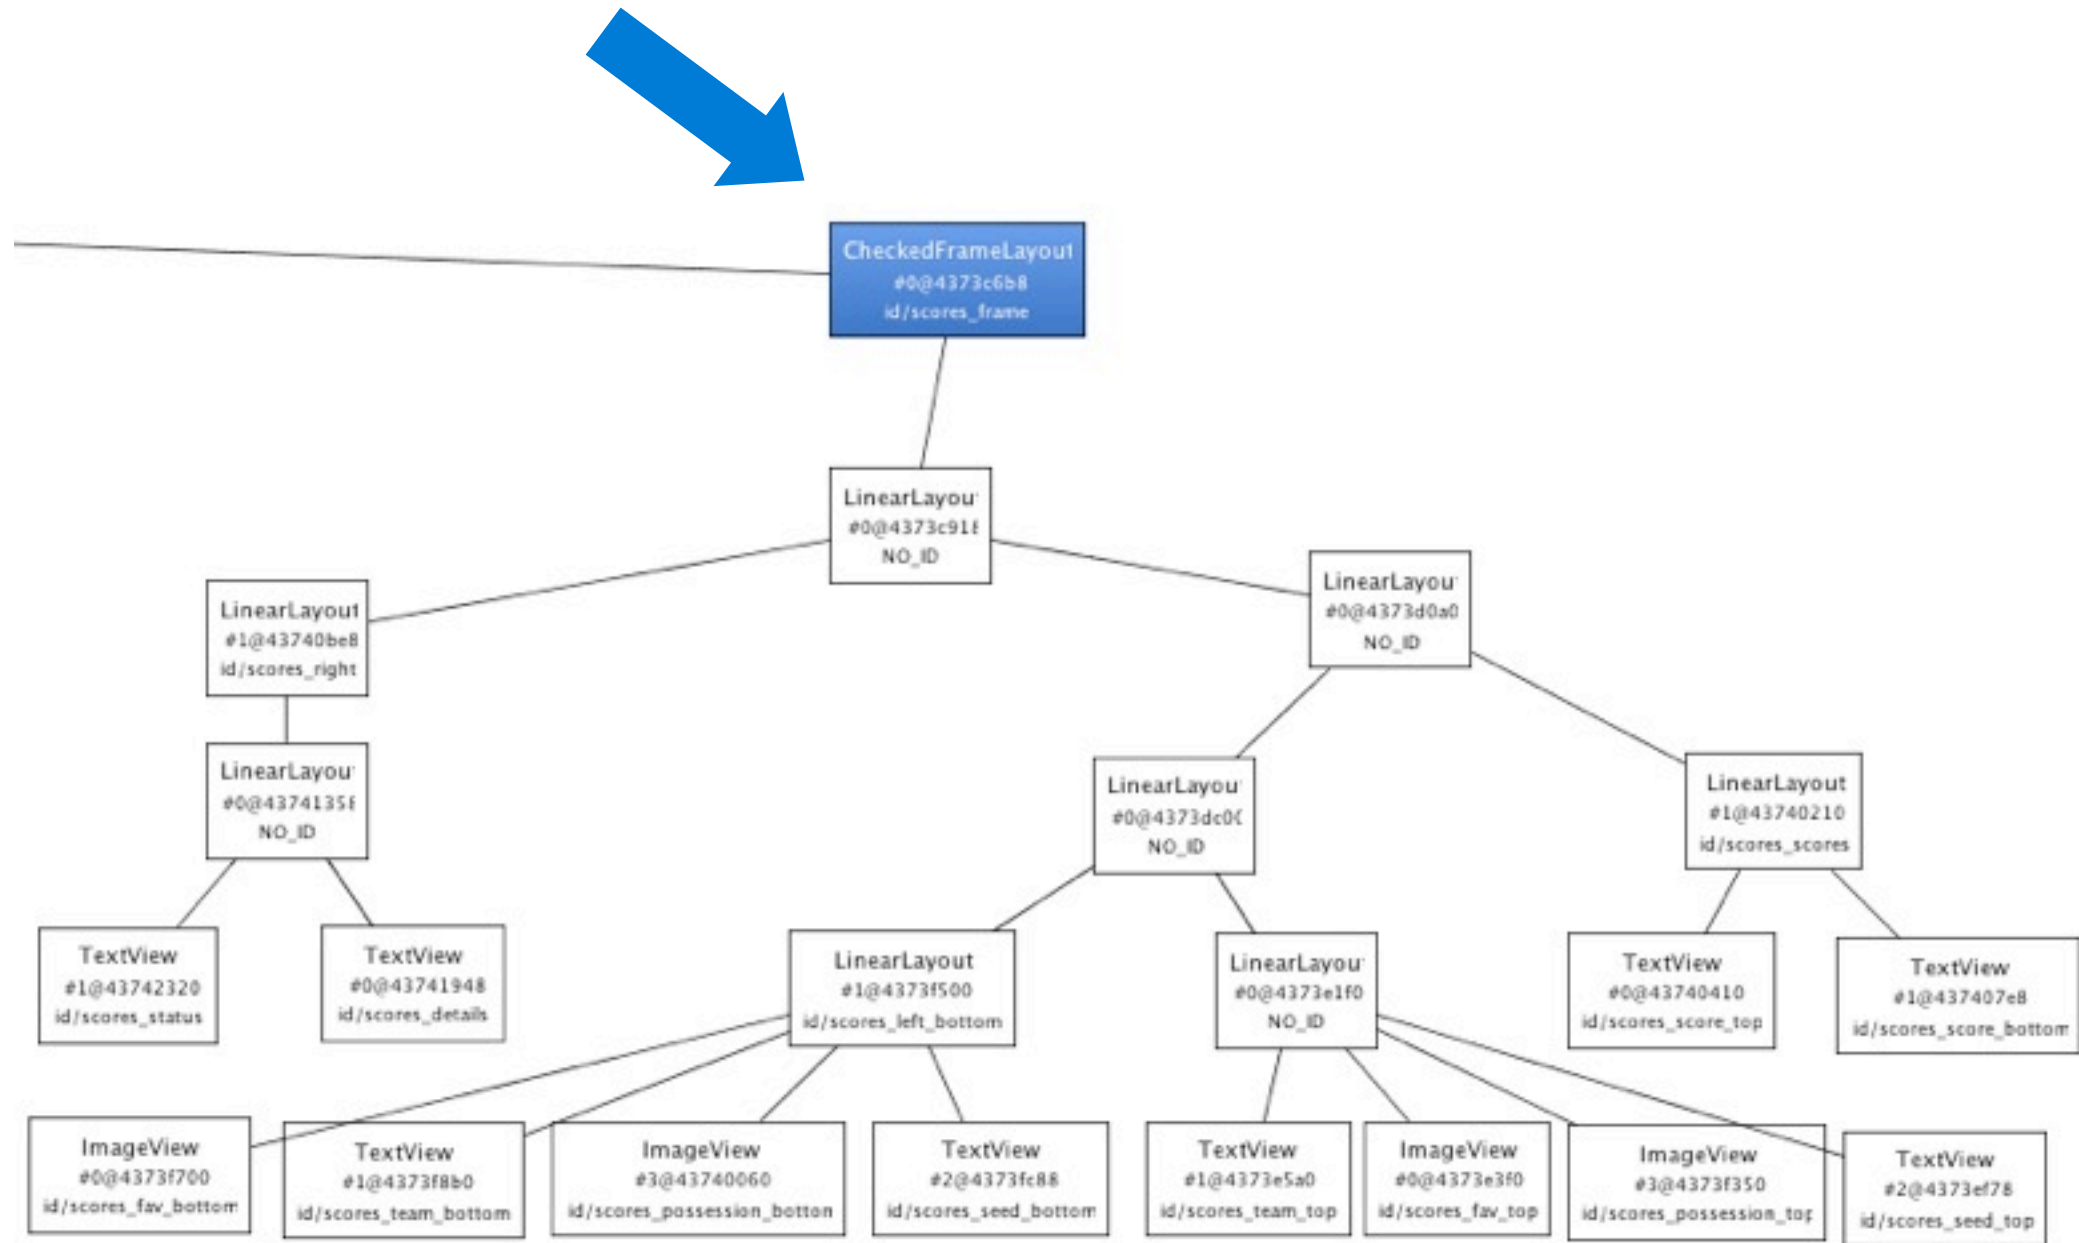 CheckedFrameLayout
#0@4373c6b8
id/scores_frame
LinearLayou
#0@4373c918
NO_ID
LinearLayout
#1@43740be8
id/scores_right
LinearLayou
#0@4373d0a0
NO_ID
LinearLayou
#0@43741358
NO_ID
LinearLayou
#0@4373dc00
NO_ID
LinearLayout
#1@43740210
id/scores_scores
TextView
#1@43742320
id/scores_status
TextView
#0@43741948
id/scores_details
LinearLayout
#1@4373f500
id/scores_left_bottom
LinearLayou
#0@4373e1f0
NO_ID
TextView
#0@43740410
id/scores_score_top
TextView
#1@437407e8
id/scores_score_bottom
ImageView
#0@4373f700
id/scores_fav_bottom
TextView
#1@4373f8b0
id/scores_team_bottom
ImageView
#3@43740060
id/scores_possession_botton
TextView
#2@4373fc88
id/scores_seed_bottom
TextView
#1@4373e5a0
id/scores_team_top
ImageView
#0@4373e3f0
id/scores_fav_top
ImageView
#3@4373f350
id/scores_possession_top
TextView
#2@4373ef78
id/scores_seed_top